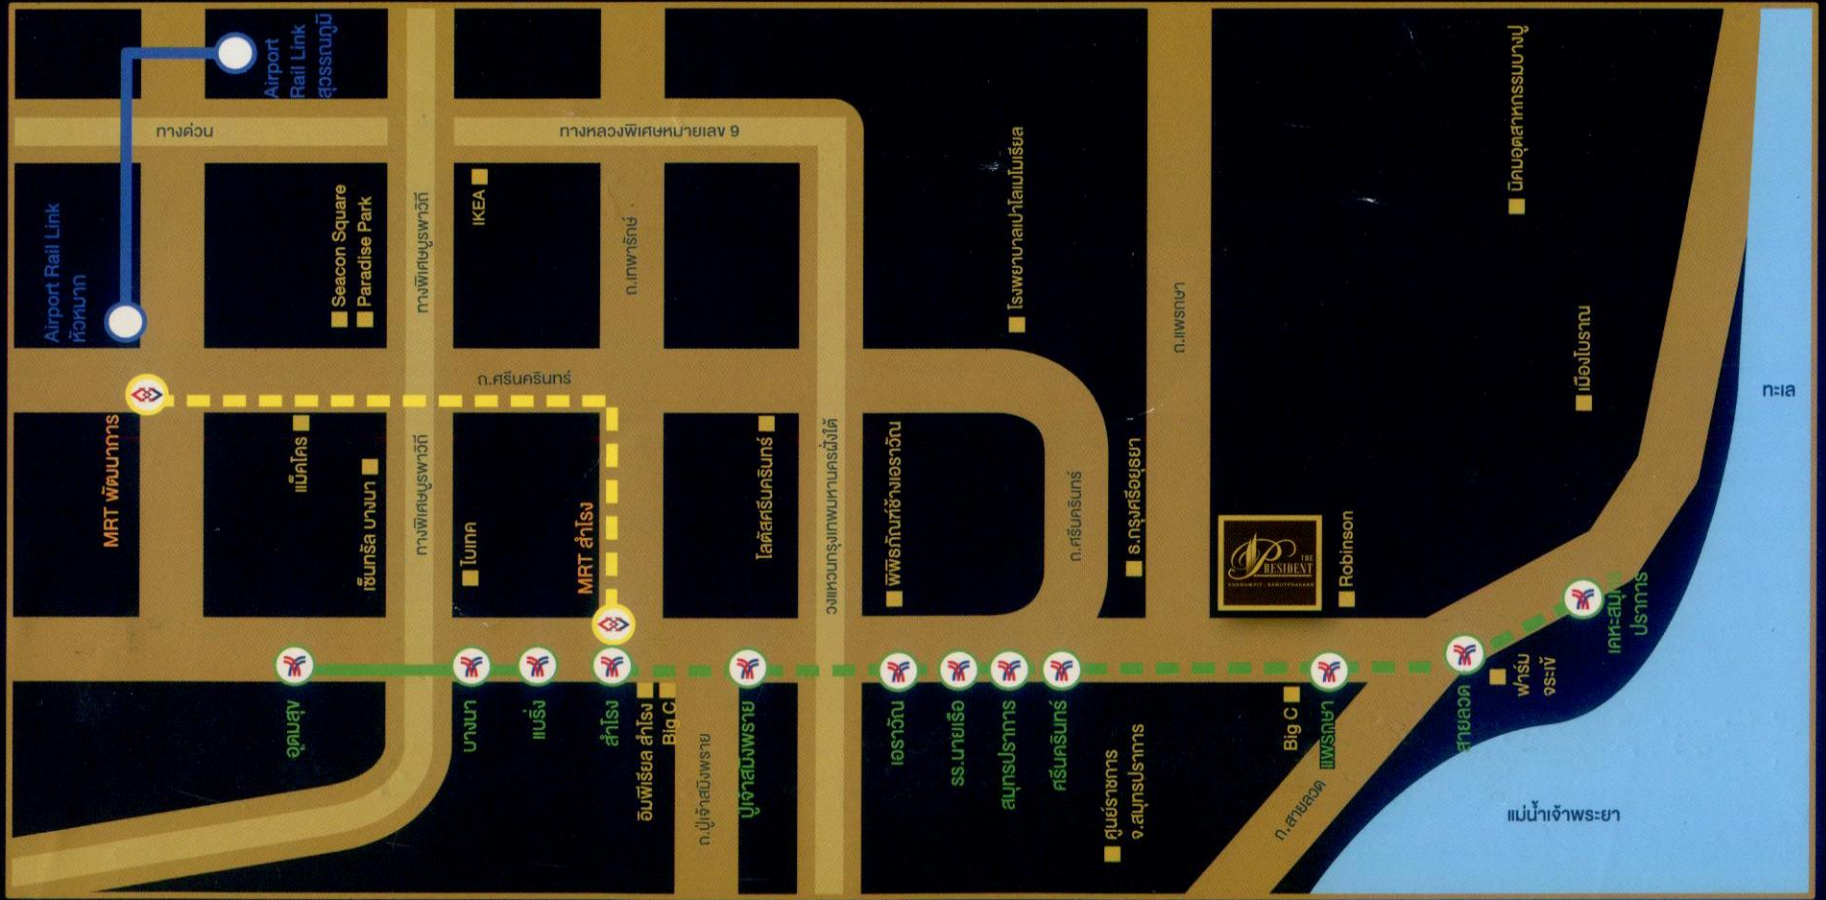 Airport
Rail Link
สุวรรณภูมิ
ทางด่วน
ทางหลวงพิเศษหมายเลข 9
Airport Rail Link
หัวหมาก
Seacon Square
Paradise Park
ทางพิเศษบูรพาวิถี
IKEA
ถ.เทพารักษ์
โรงพยาบาลเปาโลเมโมเรียล
ถ.แพรกษา
นิคมอุตสาหกรรมบางปู
เมืองโบราณ
ทะเล
ถ.ศรีนครินทร์
MRT พัฒนาการ
แม็คโคร
เซ็นทรัล บางนา
ทางพิเศษบูรพาวิถี
ไบเทค
MRT สำโรง
โลตัสศรีนครินทร์
วงแหวนกรุงเทพมหานครฝั่งใต้
พิพิธภัณฑ์ช้างเอราวัณ
ถ.ศรีนครินทร์
ธ.กรุงศรีอยุธยา
THE
PRESIDENT
SUKHUMVIT - SAMUTPRAKARN
Robinson
เคหะสมุทร
ปราการ
ฟาร์ม
จระเข้
อุดมสุข
บางนา
แบริ่ง
สำโรง
อิมพีเรียล สำโรง
Big C
ถ.ปู่เจ้าสมิงพราย
ปู่เจ้าสมิงพราย
เอราวัณ
รร.นายเรือ
สมุทรปราการ
ศรีนครินทร์
ศูนย์ราชการ
จ.สมุทรปราการ
Big C
แพรกษา
ถ.สายลวด
สายลวด
แม่น้ำเจ้าพระยา